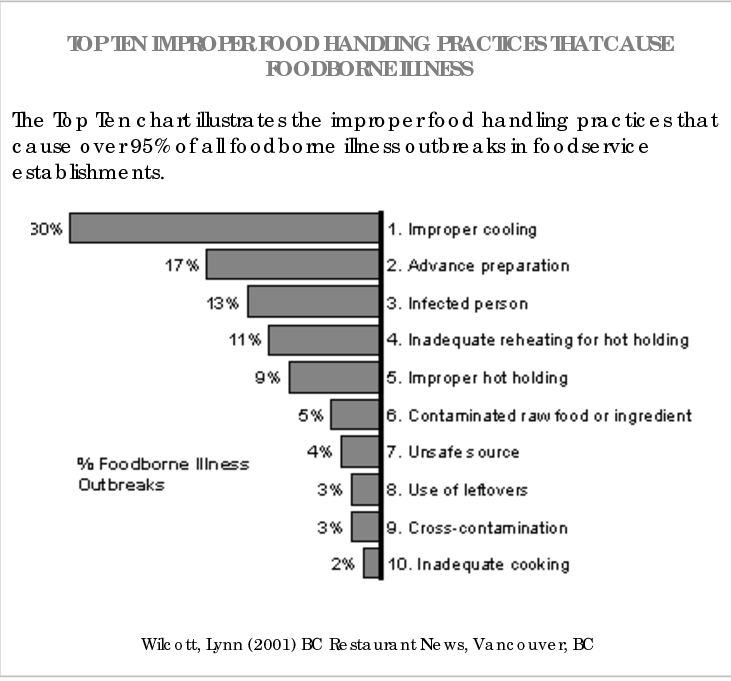 TOP TEN IMPROPER FOOD HANDLING PRACTICES THAT CAUSE
FOODBORNE ILLNESS
The Top Ten chart illustrates the improper food handling practices that
cause over 95% of all foodborne illness outbreaks in foodservice
establishments.
30% 1. Improper cooling
17% 2. Advance preparation
13% 3. Infected person
11% 4. Inadequate reheating for hot holding
9% 5. Improper hot holding
5% 6. Contaminated raw food or ingredient
4% 7. Unsafe source
% Foodborne Illness
Outbreaks
3% 8. Use of leftovers
3% 9. Cross-contamination
2% 10. Inadequate cooking
Wilcott, Lynn (2001) BC Restaurant News, Vancouver, BC